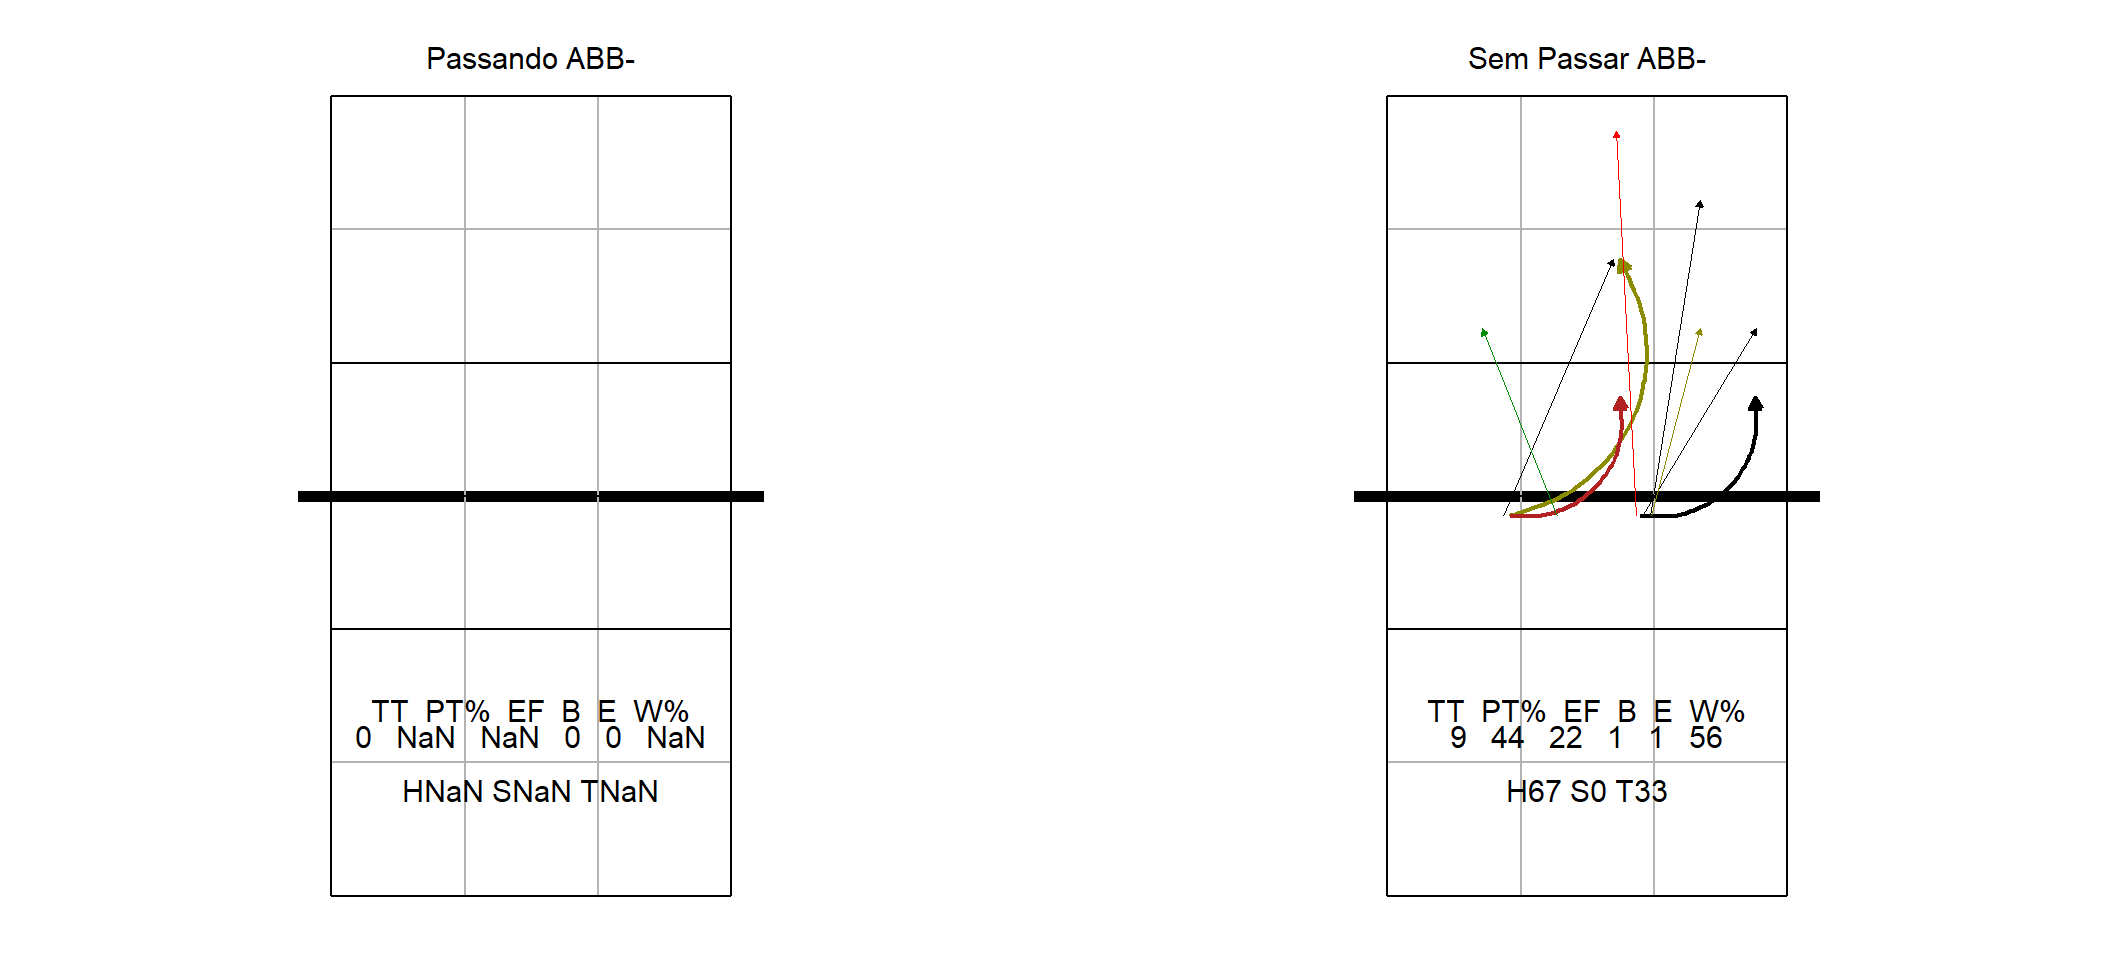 Passando ABB-
TT PT% EF B E W%
0 NaN NaN 0 0 NaN
HNaN SNaN TNaN
Sem Passar ABB-
TT PT% EF B E W%
9 44 22 1 1 56
H67 S0 T33